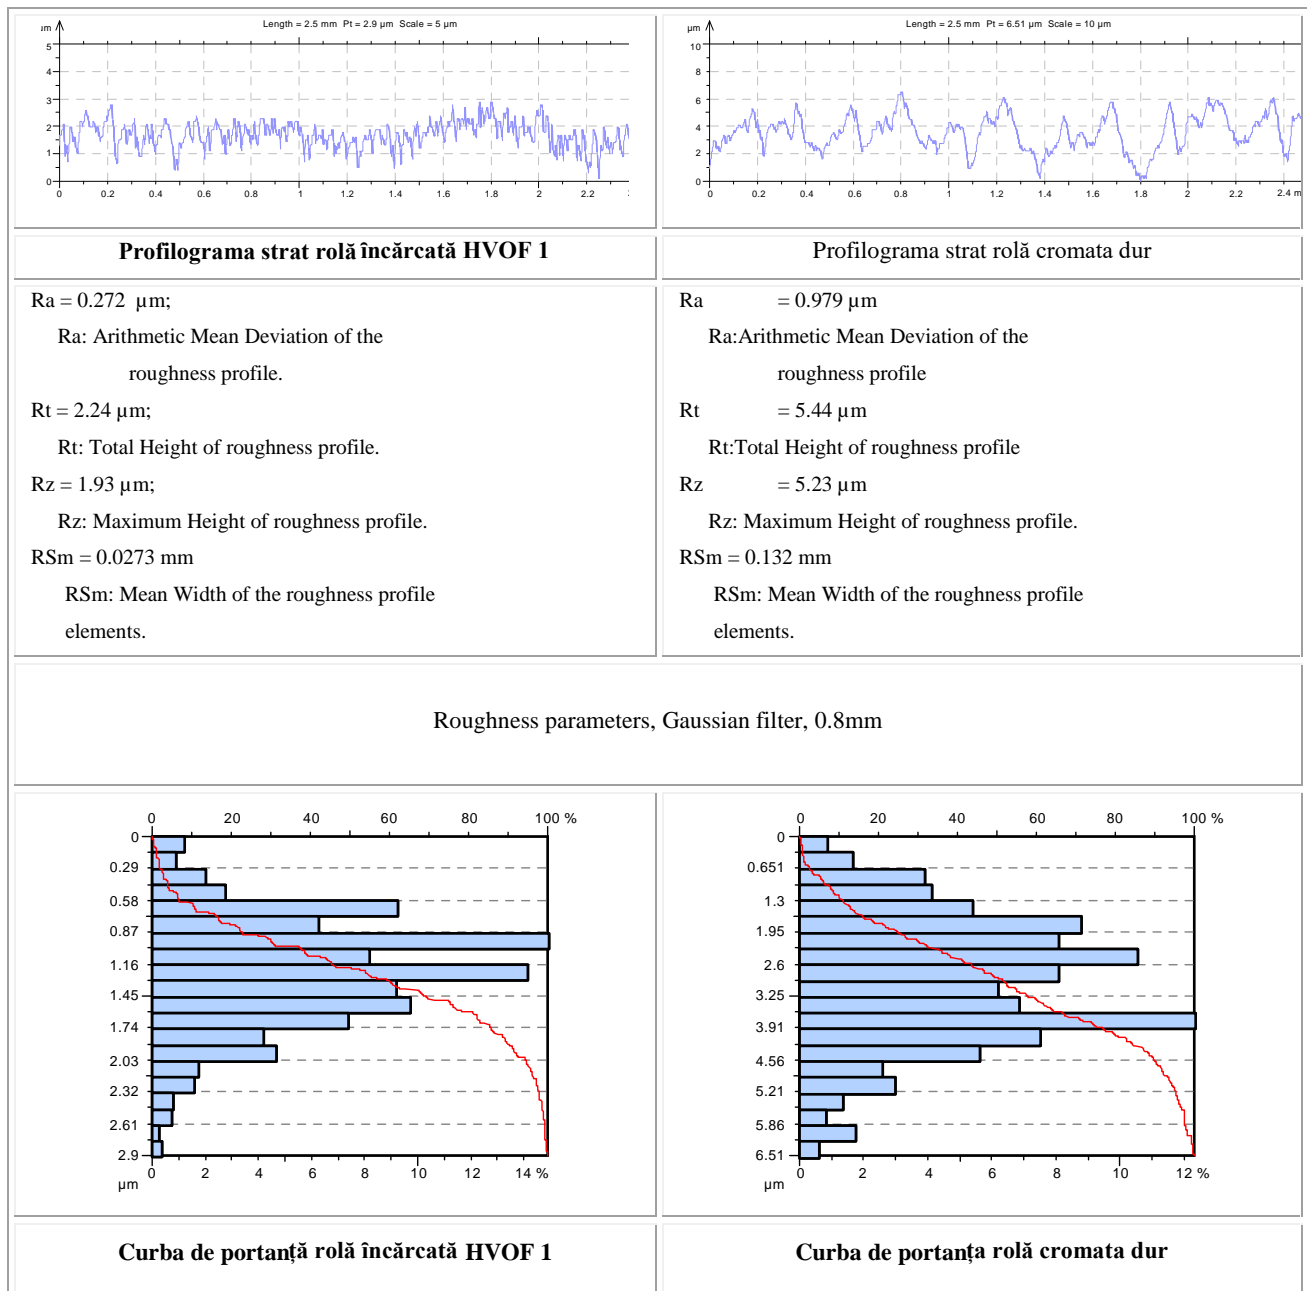 Length = 2.5 mm Pt = 2.9 µm Scale = 5 µm
µm
5
4
3
2
1
0
0 0.2 0.4 0.6 0.8 1 1.2 1.4 1.6 1.8 2 2.2
Length = 2.5 mm Pt = 6.51 µm Scale = 10 µm
µm
10
8
6
4
2
0
0 0.2 0.4 0.6 0.8 1 1.2 1.4 1.6 1.8 2 2.2 2.4 m
Profilograma strat rolă încărcată HVOF 1
Profilograma strat rolă cromata dur
Ra = 0.272 µm;
Ra: Arithmetic Mean Deviation of the
roughness profile.
Rt = 2.24 µm;
Rt: Total Height of roughness profile.
Rz = 1.93 µm;
Rz: Maximum Height of roughness profile.
RSm = 0.0273 mm
RSm: Mean Width of the roughness profile
elements.
Ra = 0.979 µm
Ra:Arithmetic Mean Deviation of the
roughness profile
Rt = 5.44 µm
Rt:Total Height of roughness profile
Rz = 5.23 µm
Rz: Maximum Height of roughness profile.
RSm = 0.132 mm
RSm: Mean Width of the roughness profile
elements.
Roughness parameters, Gaussian filter, 0.8mm
0 20 40 60 80 100 %
0
0.29
0.58
0.87
1.16
1.45
1.74
2.03
2.32
2.61
2.9
0 2 4 6 8 10 12 14 %
µm
0 20 40 60 80 100 %
0
0.651
1.3
1.95
2.6
3.25
3.91
4.56
5.21
5.86
6.51
0 2 4 6 8 10 12 %
µm
Curba de portanță rolă încărcată HVOF 1
Curba de portanța rolă cromata dur